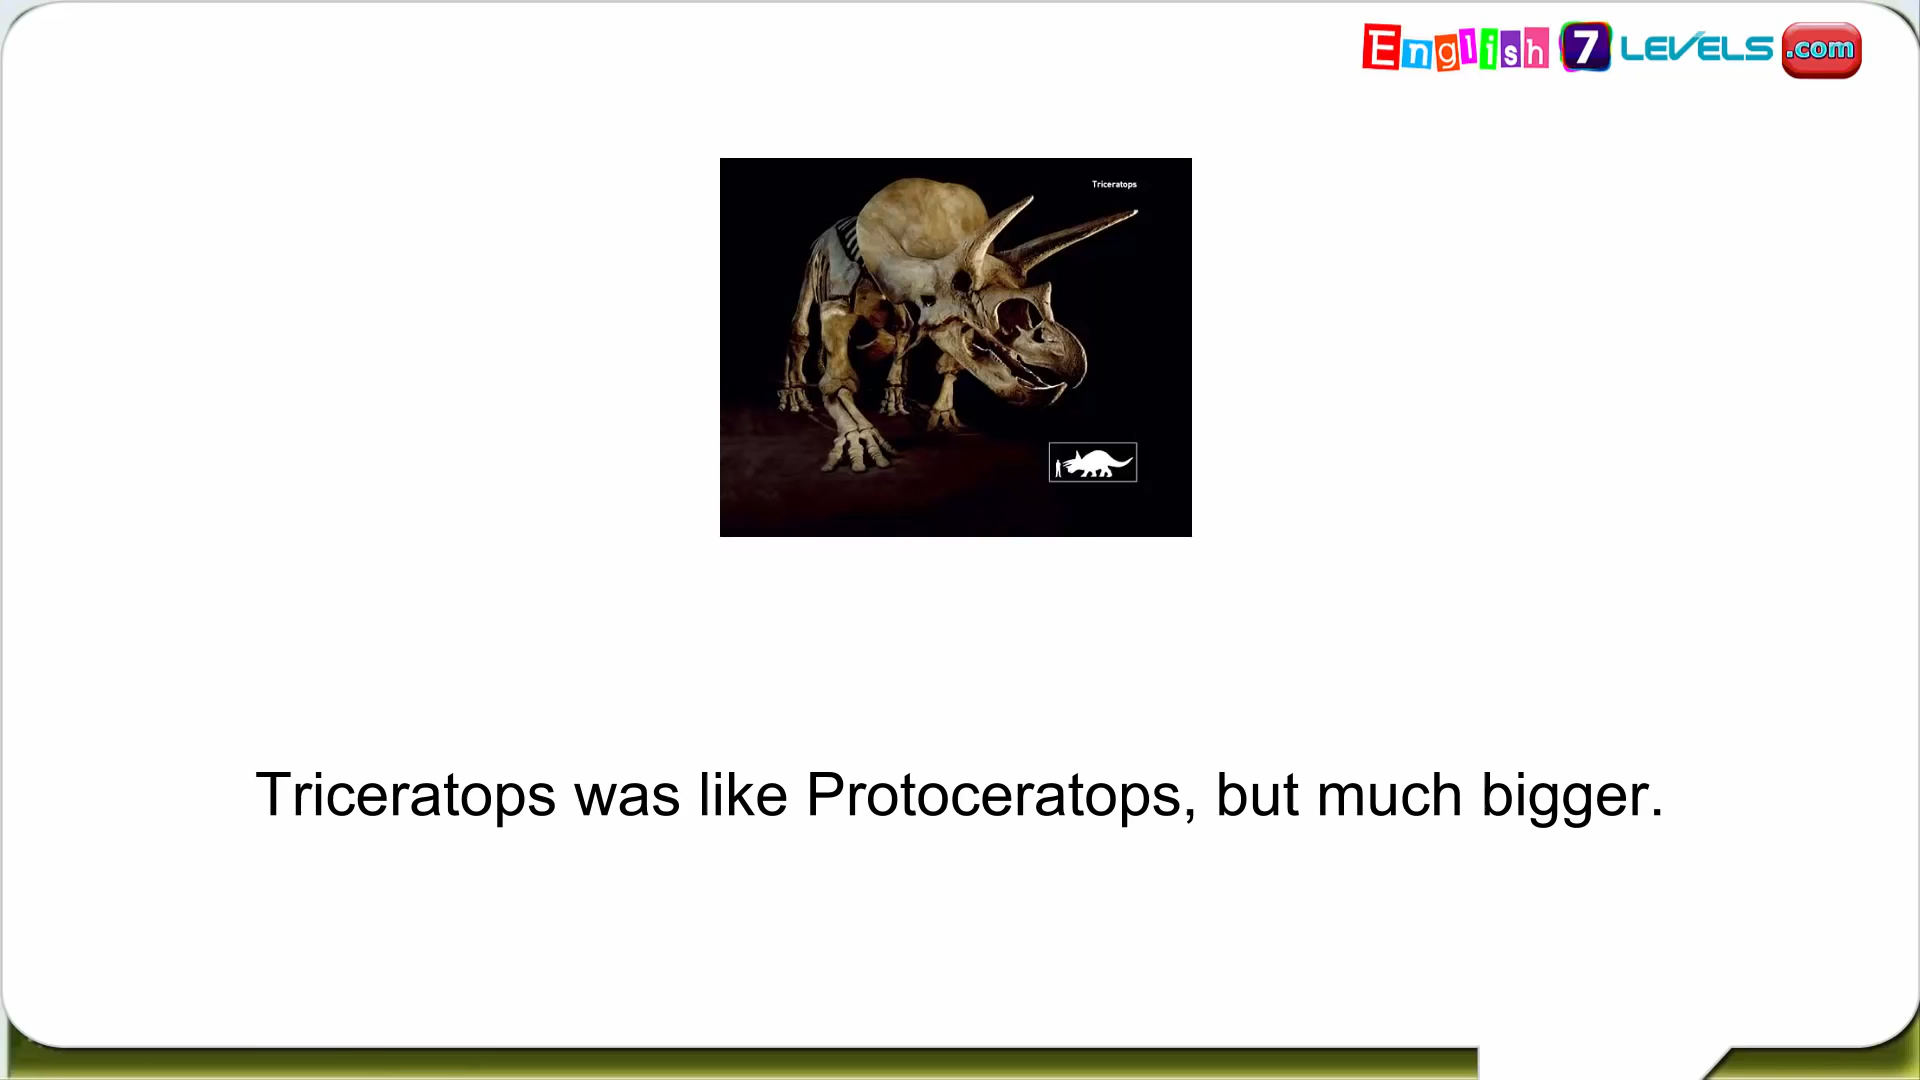 English 7 LEVELS .com
Triceratops
Triceratops was like Protoceratops, but much bigger.